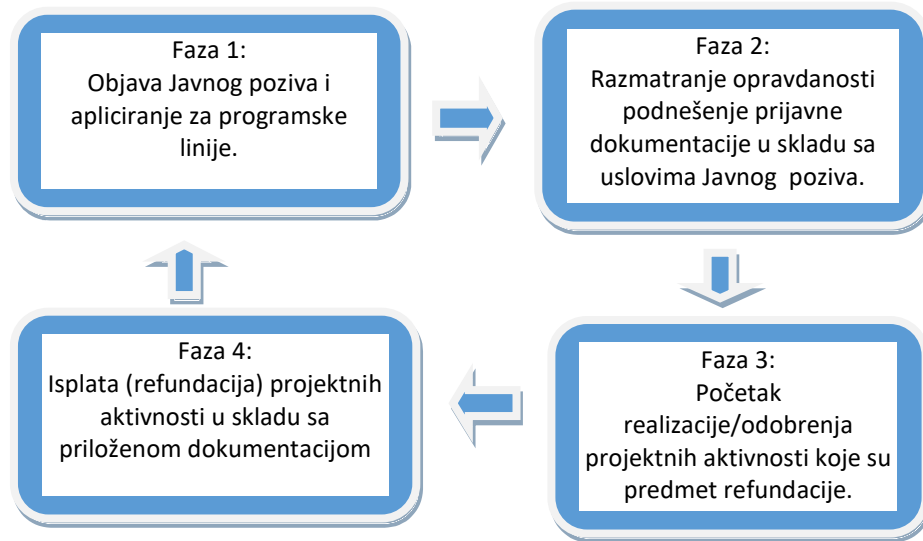 Faza 1:
Objava Javnog poziva i
apliciranje za programske
linije.
Faza 2:
Razmatranje opravdanosti
podnešenje prijavne
dokumentacije u skladu sa
uslovima Javnog  poziva.
Faza 3:
Početak
realizacije/odobrenja
projektnih aktivnosti koje su
predmet refundacije.
Faza 4:
Isplata (refundacija) projektnih
aktivnosti u skladu sa
priloženom dokumentacijom